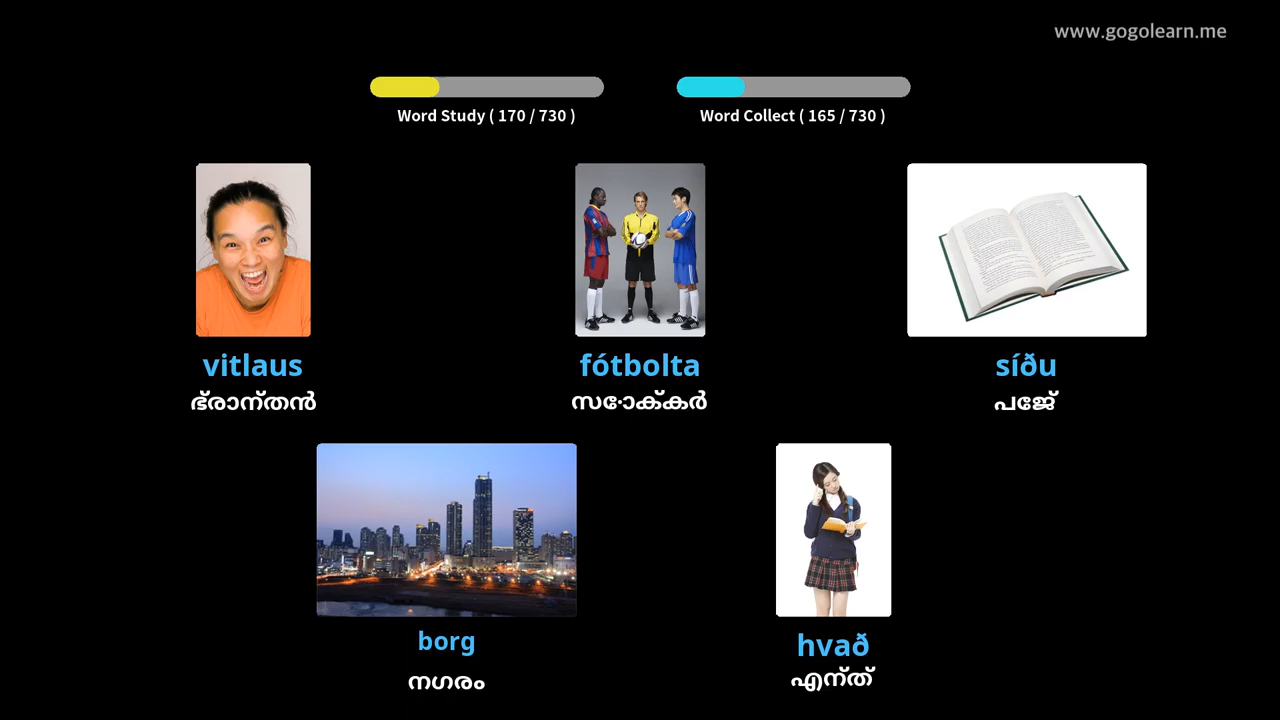 www.gogolearn.me
Word Study ( 170 / 730 )
Word Collect ( 165 / 730 )
vitlaus
fótbolta
síðu
ഭ്രാന്തൻ
സോക്കർ
പേജ്
borg
hvað
നഗരം
എന്ത്